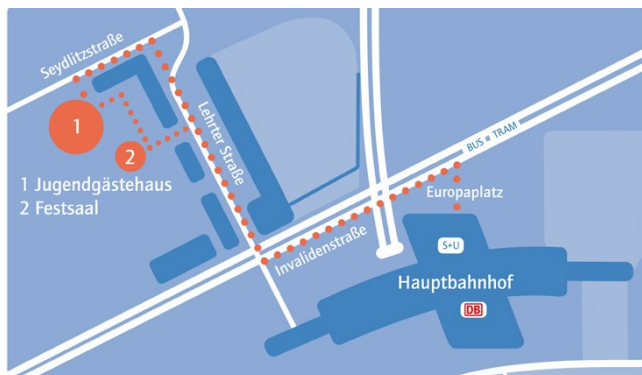 Seydlitzstraße
1
2
1 Jugendgästehaus
2 Festsaal
Lehrter Straße
Invalidenstraße
BUS TRAM
Europaplatz
S+U
Hauptbahnhof
DB